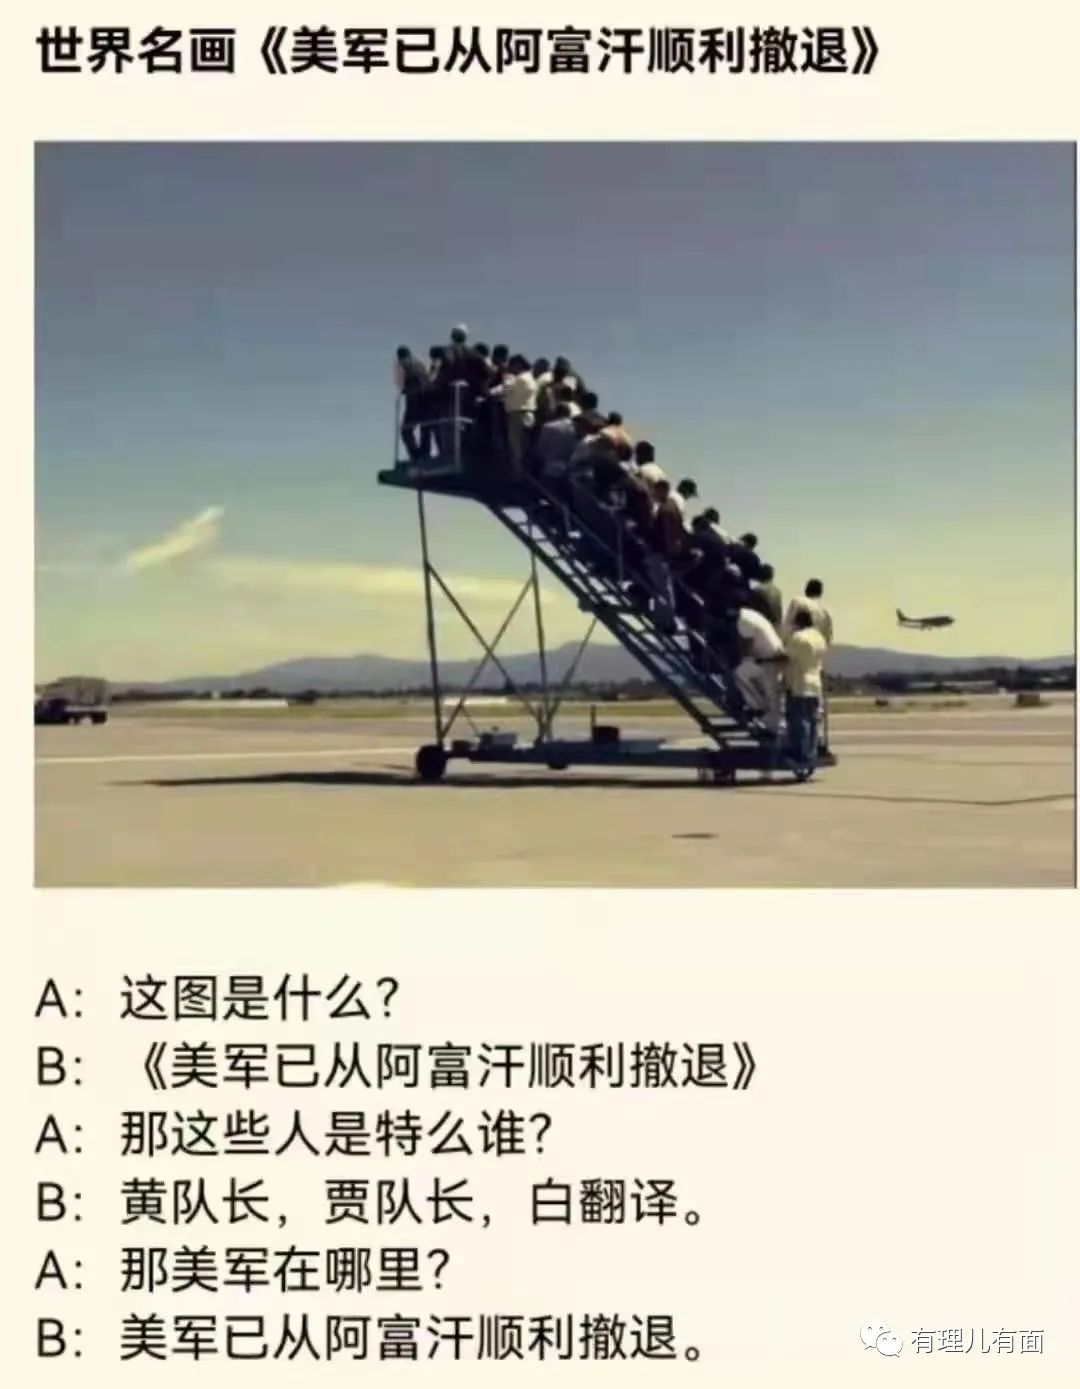 世界名画《美军已从阿富汗顺利撤退》
A：这图是什么？
B：《美军已从阿富汗顺利撤退》
A：那这些人是特么谁？
B：黄队长，贾队长，白翻译。
A：那美军在哪里？
B：美军已从阿富汗顺利撤退。
有理儿有面